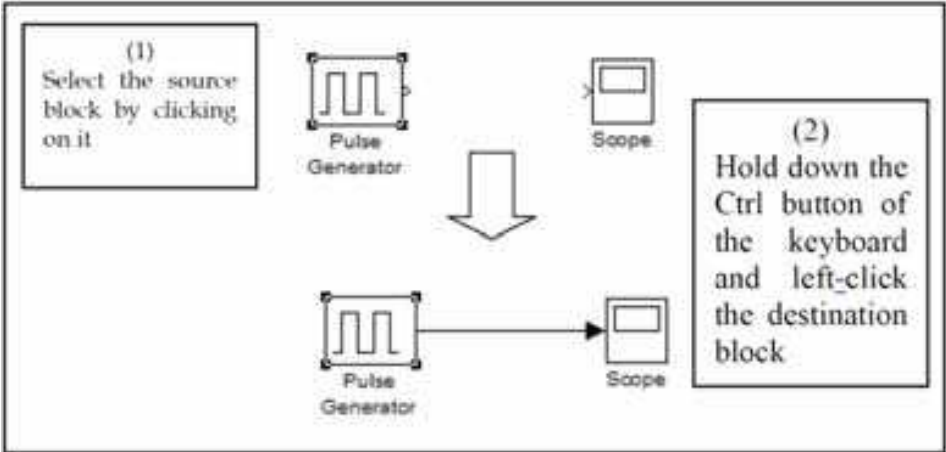 (1)
Select the source
block by clicking
on it
Pulse
Generator
Scope
(2)
Hold down the
Ctrl button of
the keyboard
and left-click
the destination
block
Pulse
Generator
Scope